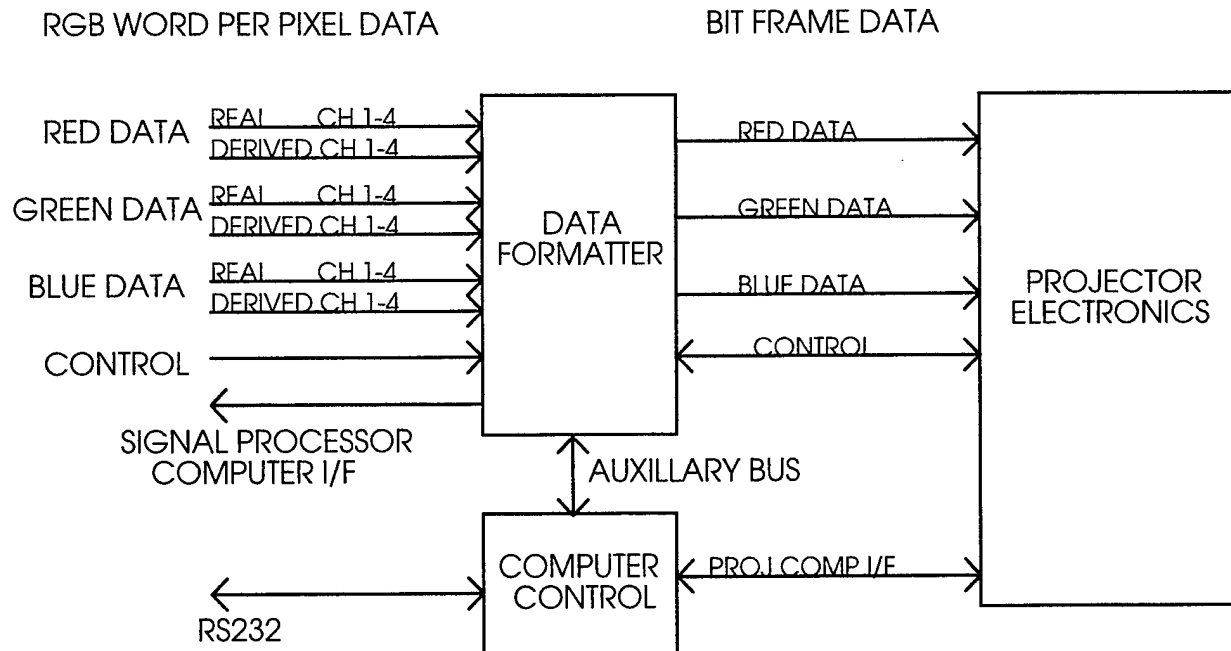 RGB WORD PER PIXEL DATA
BIT FRAME DATA
RED DATA
REAL CH 1-4
DERIVED CH 1-4
GREEN DATA
REAL CH 1-4
DERIVED CH 1-4
BLUE DATA
REAL CH 1-4
DERIVED CH 1-4
CONTROL
SIGNAL PROCESSOR
COMPUTER I/F
DATA
FORMATTER
RED DATA
GREEN DATA
BLUE DATA
CONTROL
PROJECTOR
ELECTRONICS
AUXILLARY BUS
COMPUTER
CONTROL
PROJ COMP I/F
RS232